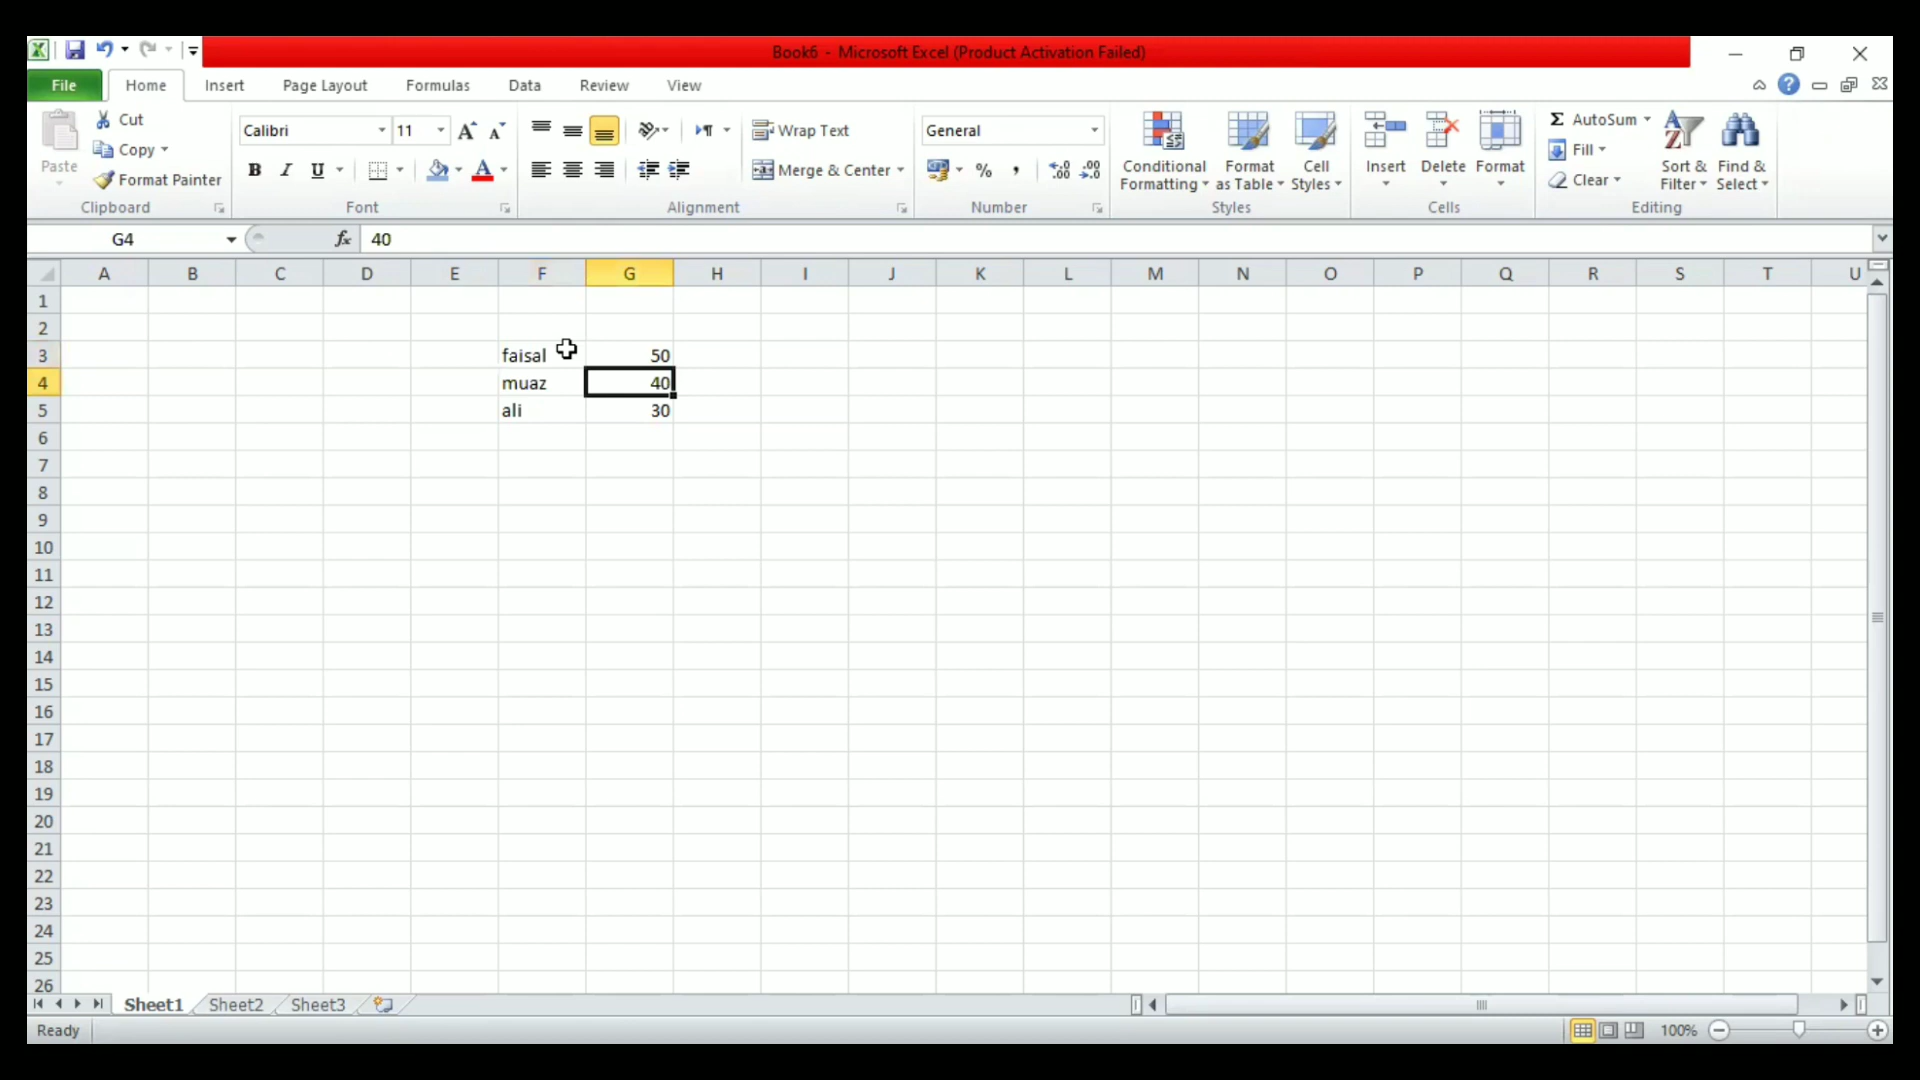 Book6 - Microsoft Excel (Product Activation Failed)
File Home Insert Page Layout Formulas Data Review View
Paste
Cut
Copy
Format Painter
Clipboard
Calibri 11
B I U A
Font
Wrap Text
Merge & Center
Alignment
General
% , .0 .00 .00 .0
Number
Conditional Formatting
Format as Table
Cell Styles
Styles
Insert Delete Format
Cells
Σ AutoSum
Fill
Clear
Sort & Filter
Find & Select
Editing
G4 fx 40
A B C D E F G H I J K L M N O P Q R S T U
1
2
3 faisal 50
4 muaz 40
5 ali 30
6
7
8
9
10
11
12
13
14
15
16
17
18
19
20
21
22
23
24
25
26
Sheet1 Sheet2 Sheet3
Ready 100%